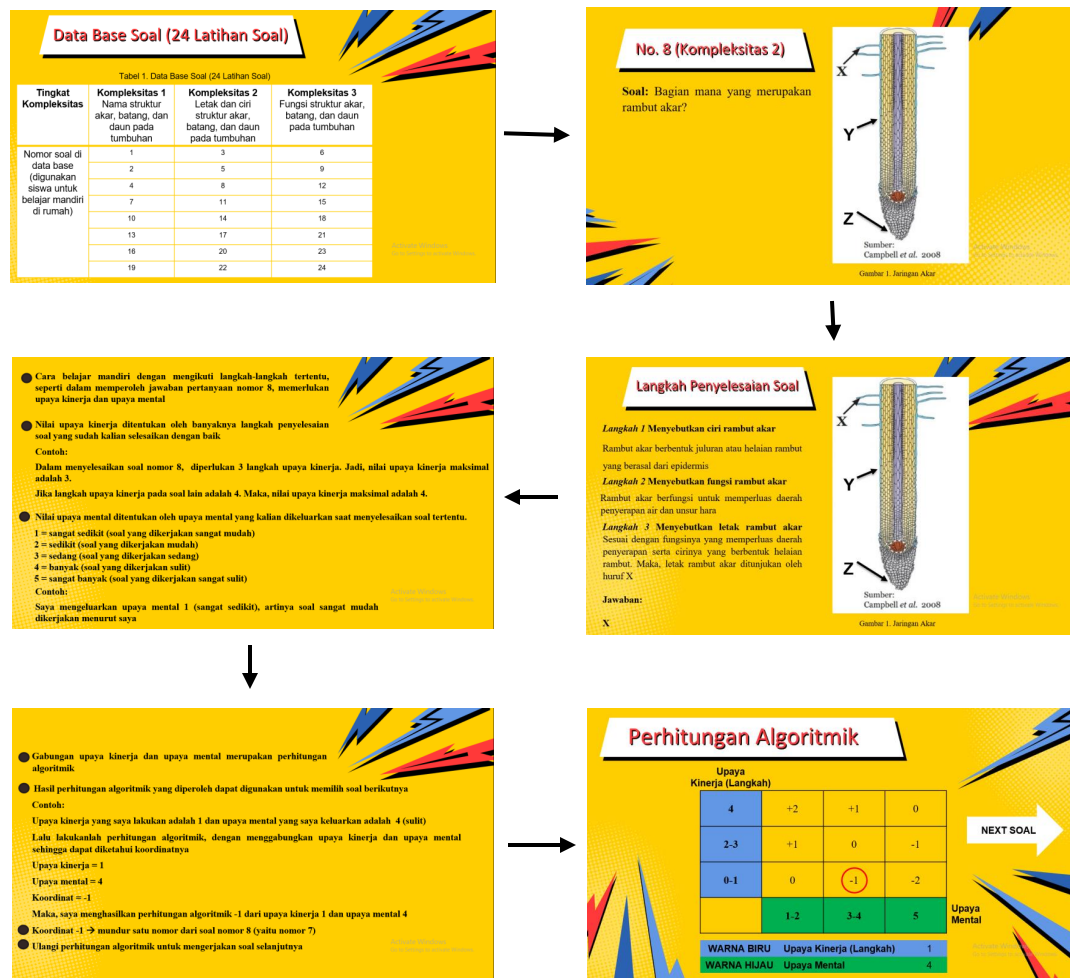 Data Base Soal (24 Latihan Soal)
Tabel 1. Data Base Soal (24 Latihan Soal)
Tingkat Kompleksitas
Kompleksitas 1
Nama struktur
akar, batang, dan
daun pada
tumbuhan
Kompleksitas 2
Letak dan ciri
struktur akar,
batang, dan daun
pada tumbuhan
Kompleksitas 3
Fungsi struktur akar,
batang, dan daun
pada tumbuhan
Nomor soal di
data base
(digunakan
siswa untuk
belajar mandiri
di rumah)
1 3 6
2 5 9
4 8 12
7 11 15
10 14 18
13 17 21
16 20 23
19 22 24
Activate Windows
No. 8 (Kompleksitas 2)
Soal: Bagian mana yang merupakan
rambut akar?
X
Y
Z
Sumber:
Campbell et al. 2008
Gambar 1. Jaringan Akar
Activate Windows
Langkah Penyelesaian Soal
Langkah 1 Menyebutkan ciri rambut akar
Rambut akar berbentuk juluran atau helaian rambut
yang berasal dari epidermis
Langkah 2 Menyebutkan fungsi rambut akar
Rambut akar berfungsi untuk memperluas daerah
penyerapan air dan unsur hara
Langkah 3 Menyebutkan letak rambut akar
Sesuai dengan fungsinya yang memperluas daerah
penyerapan serta cirinya yang berbentuk helaian
rambut. Maka, letak rambut akar ditunjukan oleh
huruf X
Jawaban:
X
X
Y
Z
Sumber:
Campbell et al. 2008
Gambar 1. Jaringan Akar
Activate Windows
Cara belajar mandiri dengan mengikuti langkah-langkah tertentu,
seperti dalam memperoleh jawaban pertanyaan nomor 8, memerlukan
upaya kinerja dan upaya mental
Nilai upaya kinerja ditentukan oleh banyaknya langkah penyelesaian
soal yang sudah kalian selesaikan dengan baik
Contoh:
Dalam menyelesaikan soal nomor 8, diperlukan 3 langkah upaya kinerja. Jadi, nilai upaya kinerja maksimal
adalah 3.
Jika langkah upaya kinerja pada soal lain adalah 4. Maka, nilai upaya kinerja maksimal adalah 4.
Nilai upaya mental ditentukan oleh upaya mental yang kalian dikeluarkan saat menyelesaikan soal tertentu.
1 = sangat sedikit (soal yang dikerjakan sangat mudah)
2 = sedikit (soal yang dikerjakan mudah)
3 = sedang (soal yang dikerjakan sedang)
4 = banyak (soal yang dikerjakan sulit)
5 = sangat banyak (soal yang dikerjakan sangat sulit)
Contoh:
Saya mengeluarkan upaya mental 1 (sangat sedikit), artinya soal sangat mudah
dikerjakan menurut saya
Activate Windows
Gabungan upaya kinerja dan upaya mental merupakan perhitungan
algoritmik
Hasil perhitungan algoritmik yang diperoleh dapat digunakan untuk memilih soal berikutnya
Contoh:
Upaya kinerja yang saya lakukan adalah 1 dan upaya mental yang saya keluarkan adalah 4 (sulit)
Lalu lakukanlah perhitungan algoritmik, dengan menggabungkan upaya kinerja dan upaya mental
sehingga dapat diketahui koordinatnya
Upaya kinerja = 1
Upaya mental = 4
Koordinat = -1
Maka, saya menghasilkan perhitungan algoritmik -1 dari upaya kinerja 1 dan upaya mental 4
Koordinat -1 → mundur satu nomor dari soal nomor 8 (yaitu nomor 7)
Ulangi perhitungan algoritmik untuk mengerjakan soal selanjutnya
Activate Windows
Perhitungan Algoritmik
Upaya
Kinerja (Langkah)
4 +2 +1 0
2-3 +1 0 -1
0-1 0 -1 -2
1-2 3-4 5
Upaya
Mental
NEXT SOAL
WARNA BIRU Upaya Kinerja (Langkah) 1
WARNA HIJAU Upaya Mental 4
Activate Windows